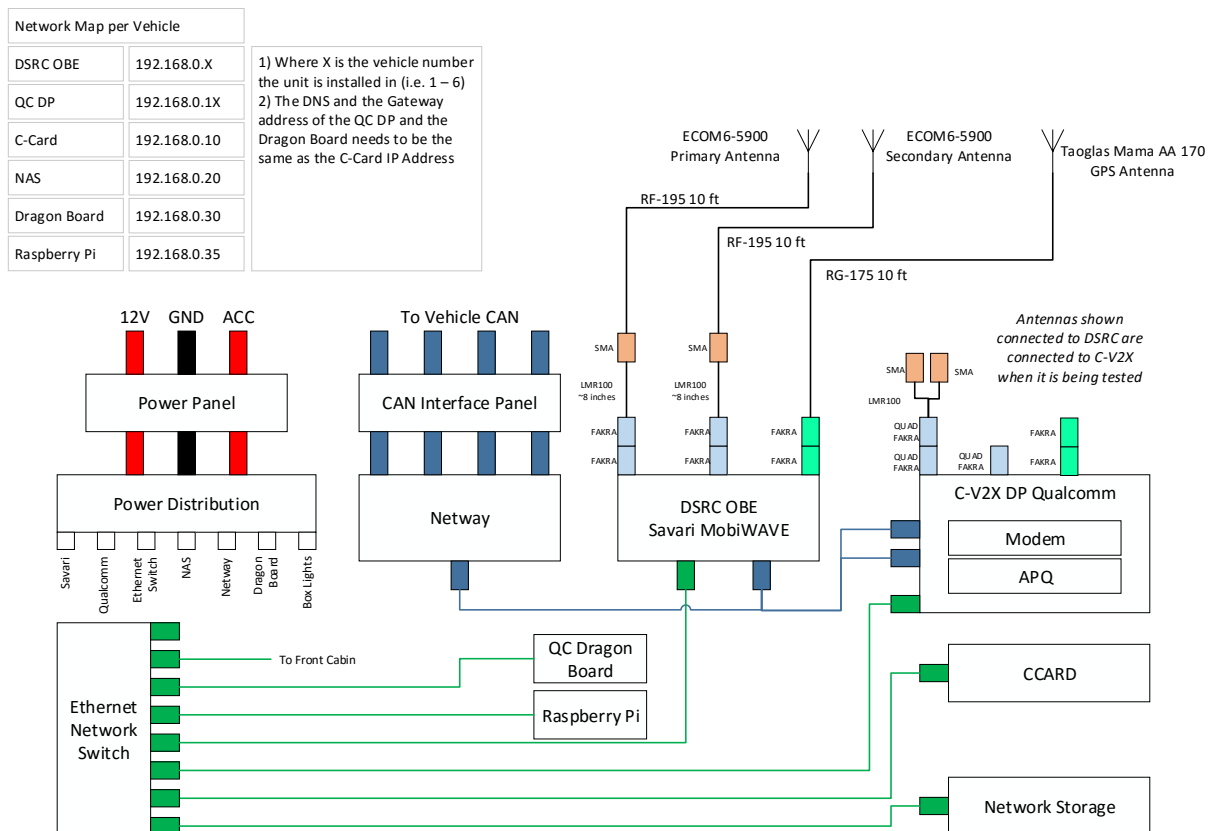 Network Map per Vehicle
DSRC OBE 192.168.0.X
QC DP 192.168.0.1X
C-Card 192.168.0.10
NAS 192.168.0.20
Dragon Board 192.168.0.30
Raspberry Pi 192.168.0.35
1) Where X is the vehicle number
the unit is installed in (i.e. 1 – 6)
2) The DNS and the Gateway
address of the QC DP and the
Dragon Board needs to be the
same as the C-Card IP Address
ECOM6-5900
Primary Antenna
ECOM6-5900
Secondary Antenna
Taoglas Mama AA 170
GPS Antenna
RF-195 10 ft
RF-195 10 ft
RG-175 10 ft
12V GND ACC
Power Panel
Power Distribution
Savari
Qualcomm
Ethernet
Switch
NAS
Netway
Dragon
Board
Box Lights
To Vehicle CAN
CAN Interface Panel
Netway
SMA
LMR100
~8 inches
FAKRA
FAKRA
SMA
LMR100
~8 inches
FAKRA
FAKRA
FAKRA
FAKRA
DSRC OBE
Savari MobiWAVE
Antennas shown
connected to DSRC are
connected to C-V2X
when it is being tested
SMA
SMA
LMR100
QUAD
FAKRA
QUAD
FAKRA
QUAD
FAKRA
FAKRA
FAKRA
C-V2X DP Qualcomm
Modem
APQ
Ethernet
Network
Switch
To Front Cabin
QC Dragon
Board
Raspberry Pi
CCARD
Network Storage